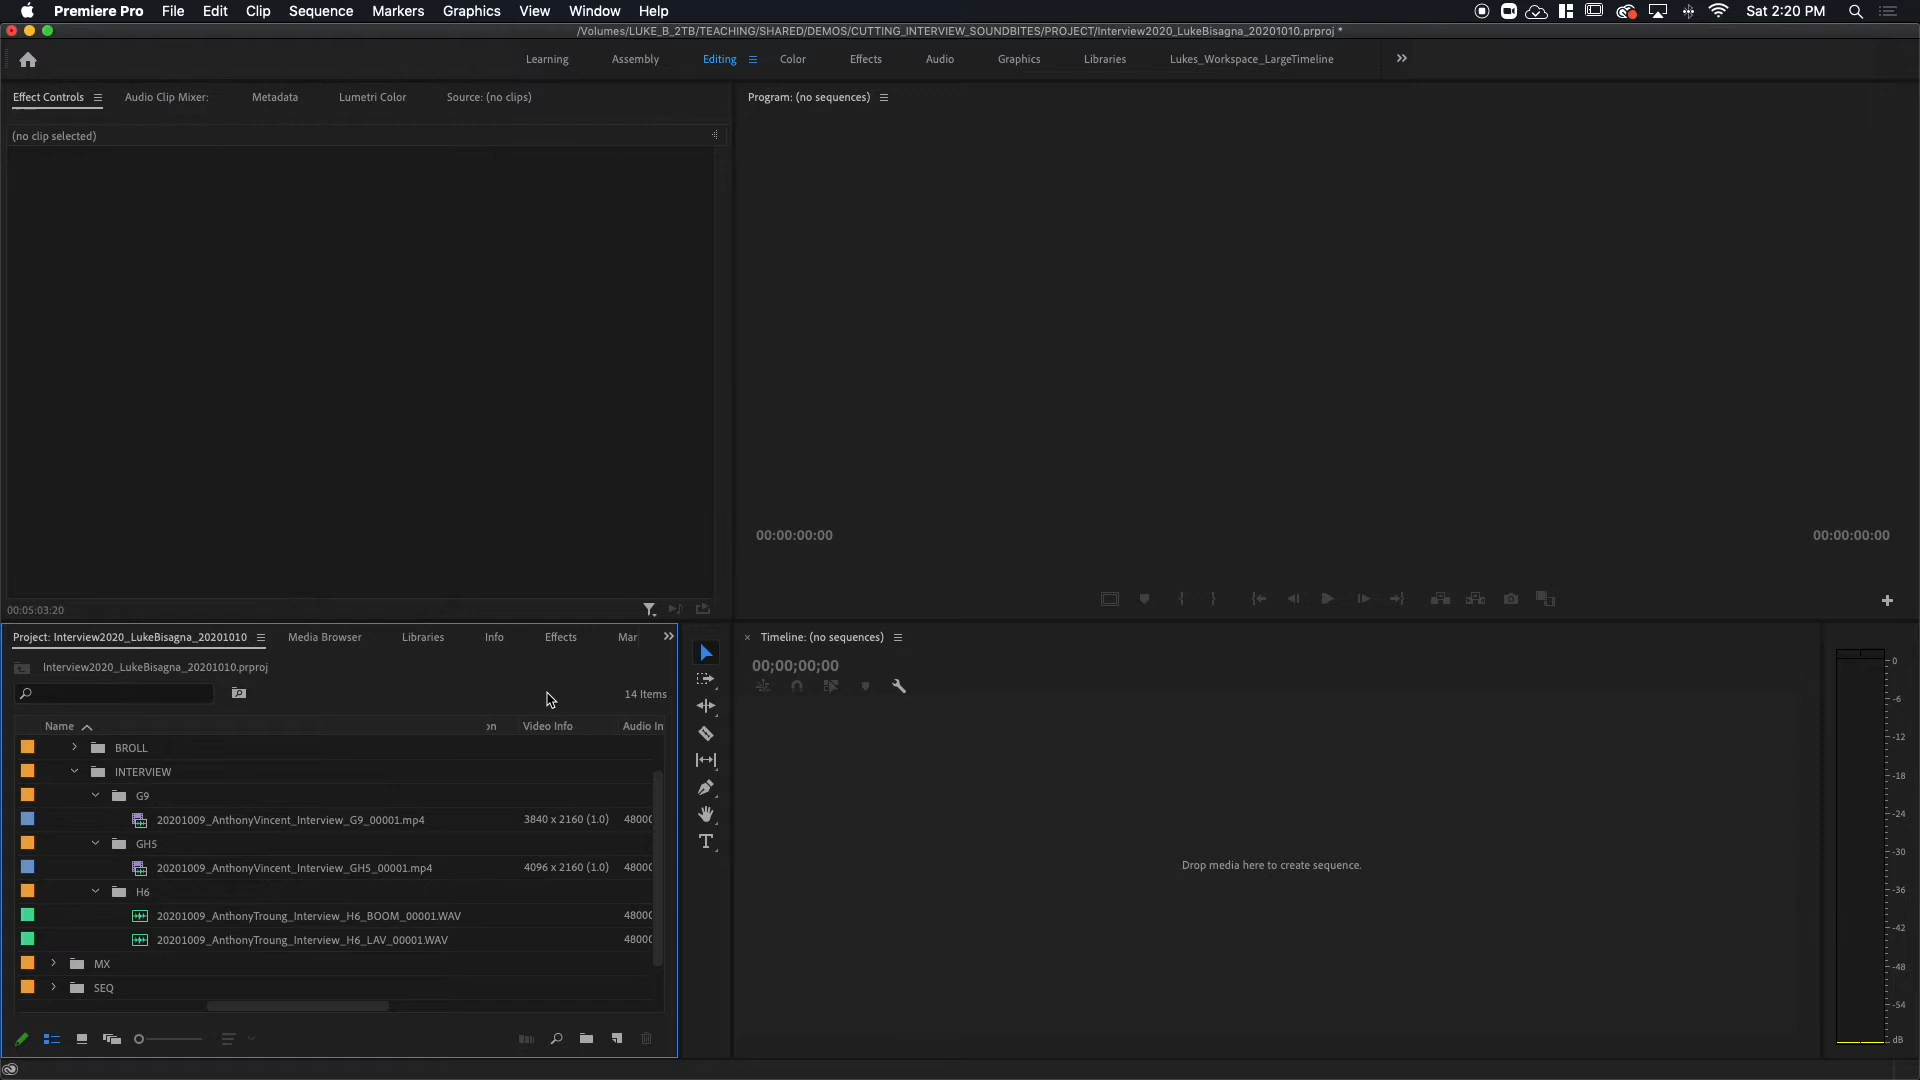 Premiere Pro File Edit Clip Sequence Markers Graphics View Window Help Sat 2:20 PM
/Volumes/LUKE_B_2TB/TEACHING/SHARED/DEMOS/CUTTING_INTERVIEW_SOUNDBITES/PROJECT/Interview2020_LukeBisagna_20201010.prproj *
Learning Assembly Editing Color Effects Audio Graphics Libraries Lukes_Workspace_LargeTimeline
Effect Controls Audio Clip Mixer: Metadata Lumetri Color Source: (no clips)
(no clip selected)
00:05:03:20
Program: (no sequences)
00:00:00:00 00:00:00:00
Project: Interview2020_LukeBisagna_20201010 Media Browser Libraries Info Effects Mar
Interview2020_LukeBisagna_20201010.prproj
14 Items
Name on Video Info Audio In
BROLL
INTERVIEW
G9
20201009_AnthonyVincent_Interview_G9_00001.mp4 3840 x 2160 (1.0) 48000
GH5
20201009_AnthonyVincent_Interview_GH5_00001.mp4 4096 x 2160 (1.0) 48000
H6
20201009_AnthonyTroung_Interview_H6_BOOM_00001.WAV 48000
20201009_AnthonyTroung_Interview_H6_LAV_00001.WAV 48000
MX
SEQ
Timeline: (no sequences)
00;00;00;00
Drop media here to create sequence.
0
-6
-12
-18
-24
-30
-36
-42
-48
-54
dB